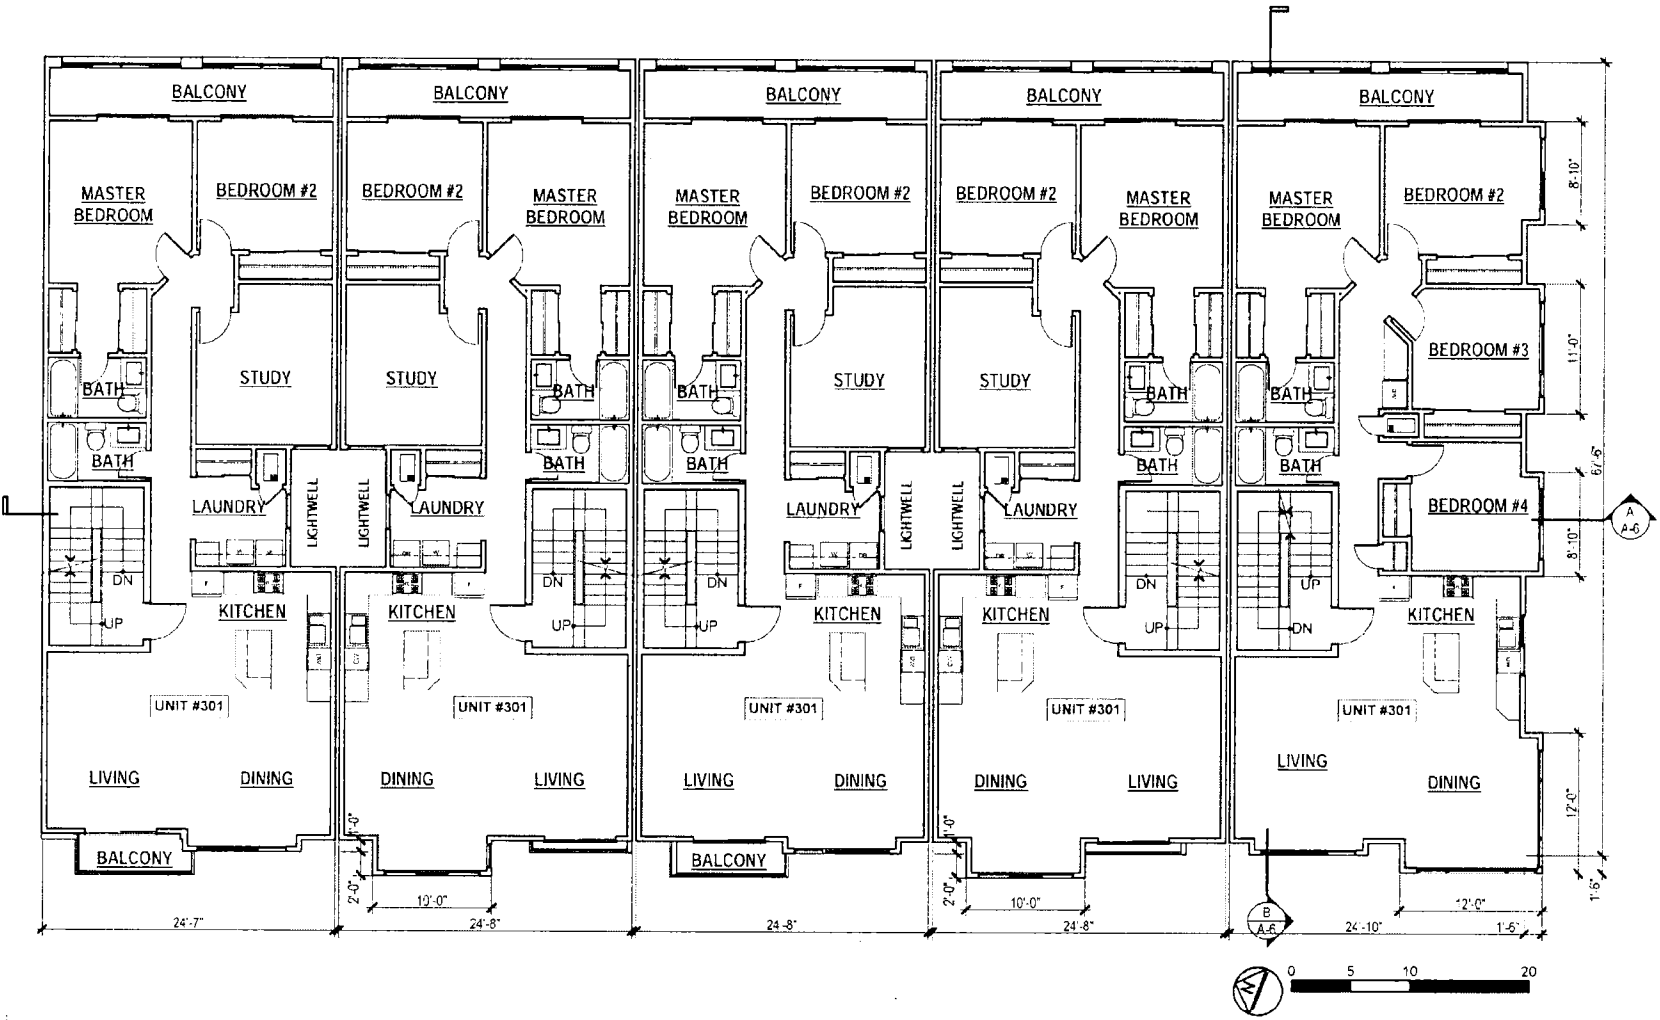 BALCONY
BALCONY
BALCONY
BALCONY
BALCONY
MASTER
BEDROOM
BEDROOM #2
BEDROOM #2
MASTER
BEDROOM
MASTER
BEDROOM
BEDROOM #2
BEDROOM #2
MASTER
BEDROOM
MASTER
BEDROOM
BEDROOM #2
8'-10"
STUDY
STUDY
STUDY
STUDY
BEDROOM #3
11'-0"
BATH
BATH
BATH
BATH
BATH
BATH
BATH
BATH
BATH
BATH
67'-6"
LAUNDRY
LIGHTWELL
LIGHTWELL
LAUNDRY
LAUNDRY
LIGHTWELL
LIGHTWELL
LAUNDRY
BEDROOM #4
A
A-6
8'-10"
DN
UP
DN
UP
DN
UP
DN
UP
UP
DN
KITCHEN
KITCHEN
KITCHEN
KITCHEN
KITCHEN
UNIT #301
UNIT #301
UNIT #301
UNIT #301
UNIT #301
LIVING
DINING
DINING
LIVING
LIVING
DINING
DINING
LIVING
LIVING
DINING
12'-0"
BALCONY
1'-0"
2'-0"
BALCONY
1'-0"
2'-0"
1'-6"
10'-0"
10'-0"
12'-0"
24'-7"
24'-8"
24'-8"
24'-8"
B
A-6
24'-10"
1'-6"
N
0 5 10 20